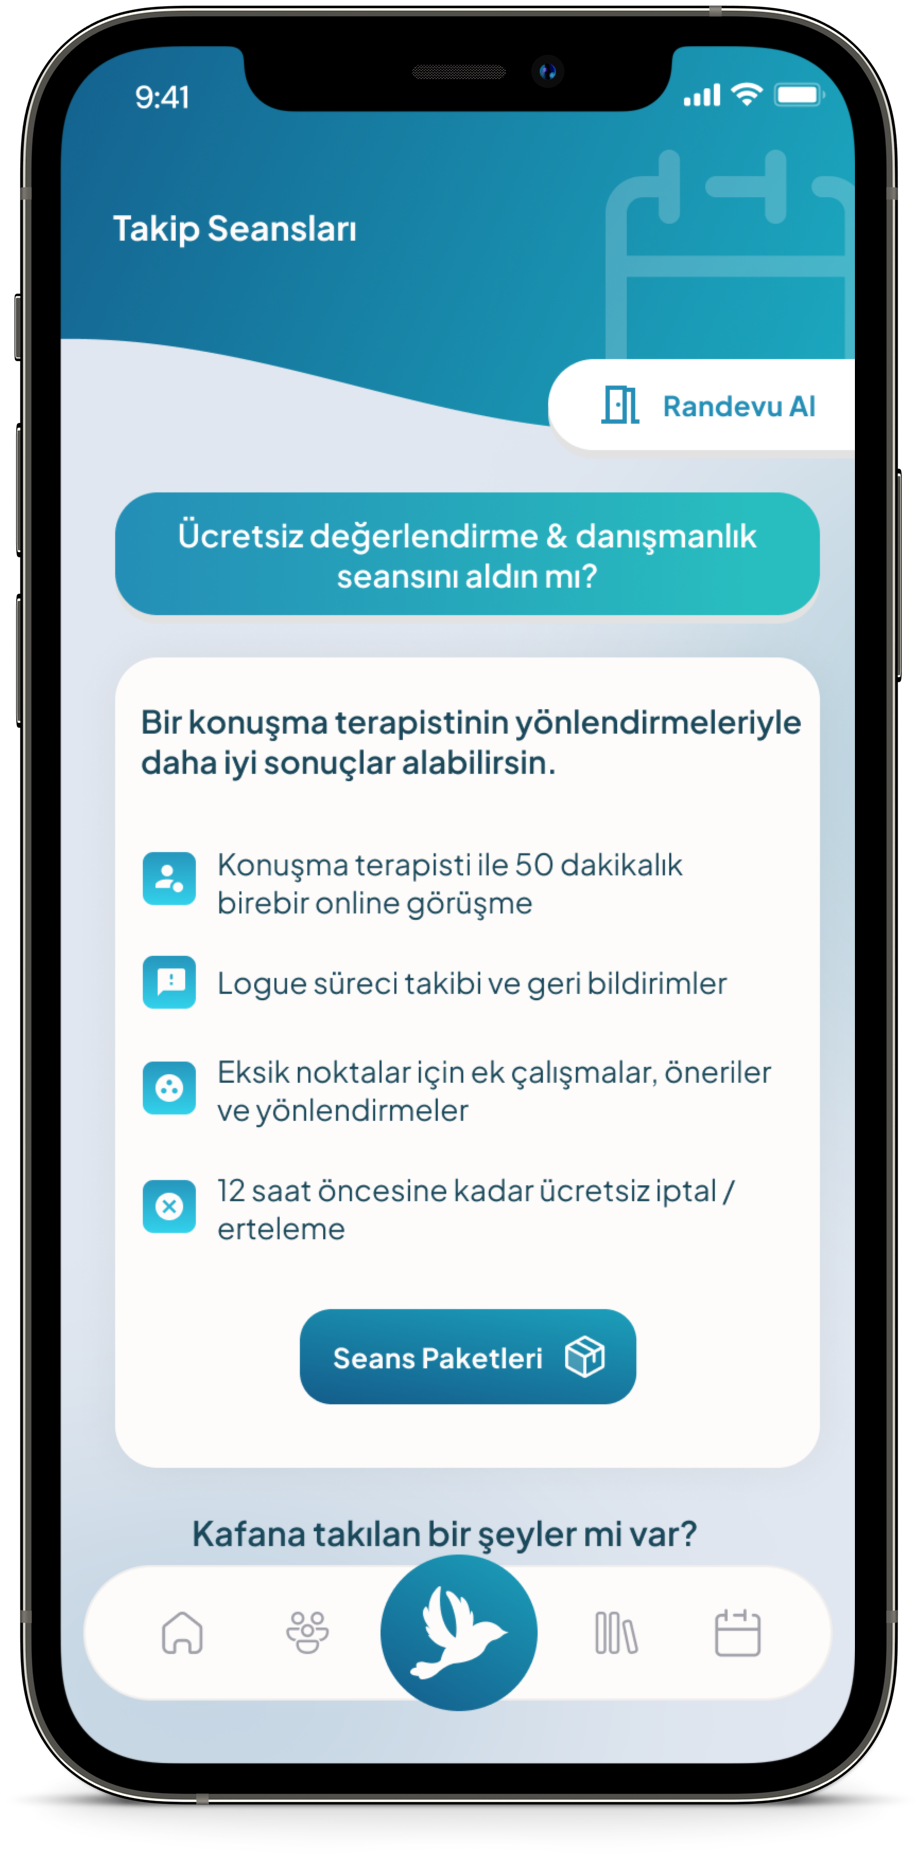 9:41
Takip Seansları
Randevu Al
Ücretsiz değerlendirme & danışmanlık
seansını aldın mı?
Bir konuşma terapistinin yönlendirmeleriyle
daha iyi sonuçlar alabilirsin.
Konuşma terapisti ile 50 dakikalık
birebir online görüşme
Logue süreci takibi ve geri bildirimler
Eksik noktalar için ek çalışmalar, öneriler
ve yönlendirmeler
12 saat öncesine kadar ücretsiz iptal /
erteleme
Seans Paketleri
Kafana takılan bir şeyler mi var?